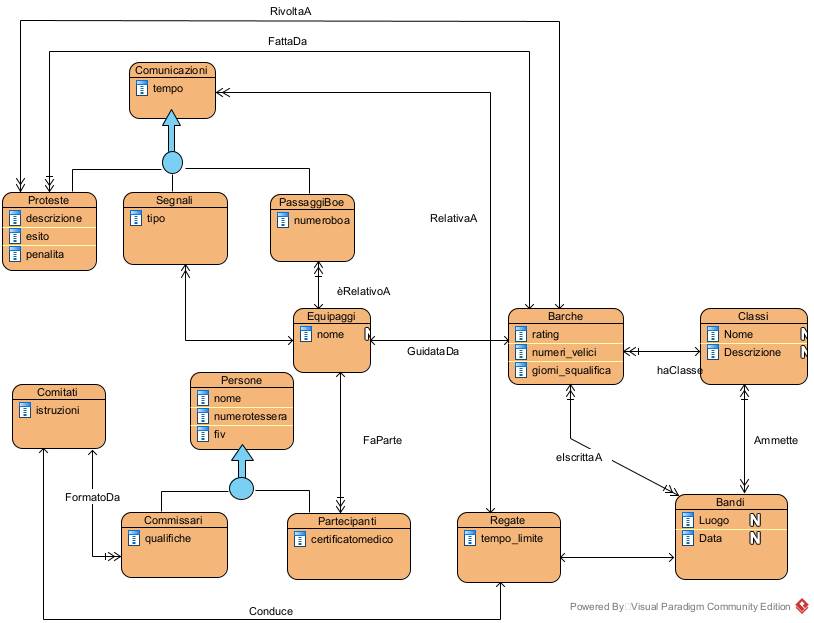 RivoltaA
FattaDa
Comunicazioni
tempo
Proteste
descrizione
esito
penalita
Segnali
tipo
PassaggiBoe
numeroboa
RelativaA
èRelativoA
Equipaggi
nome
GuidataDa
Barche
rating
numeri_velici
giorni_squalifica
Classi
Nome N
Descrizione N
haClasse
Comitati
istruzioni
Persone
nome
numerotessera
fiv
FaParte
Ammette
eIscrittaA
FormatoDa
Commissari
qualifiche
Partecipanti
certificatomedico
Regate
tempo_limite
Bandi
Luogo N
Data N
Conduce
Powered By Visual Paradigm Community Edition